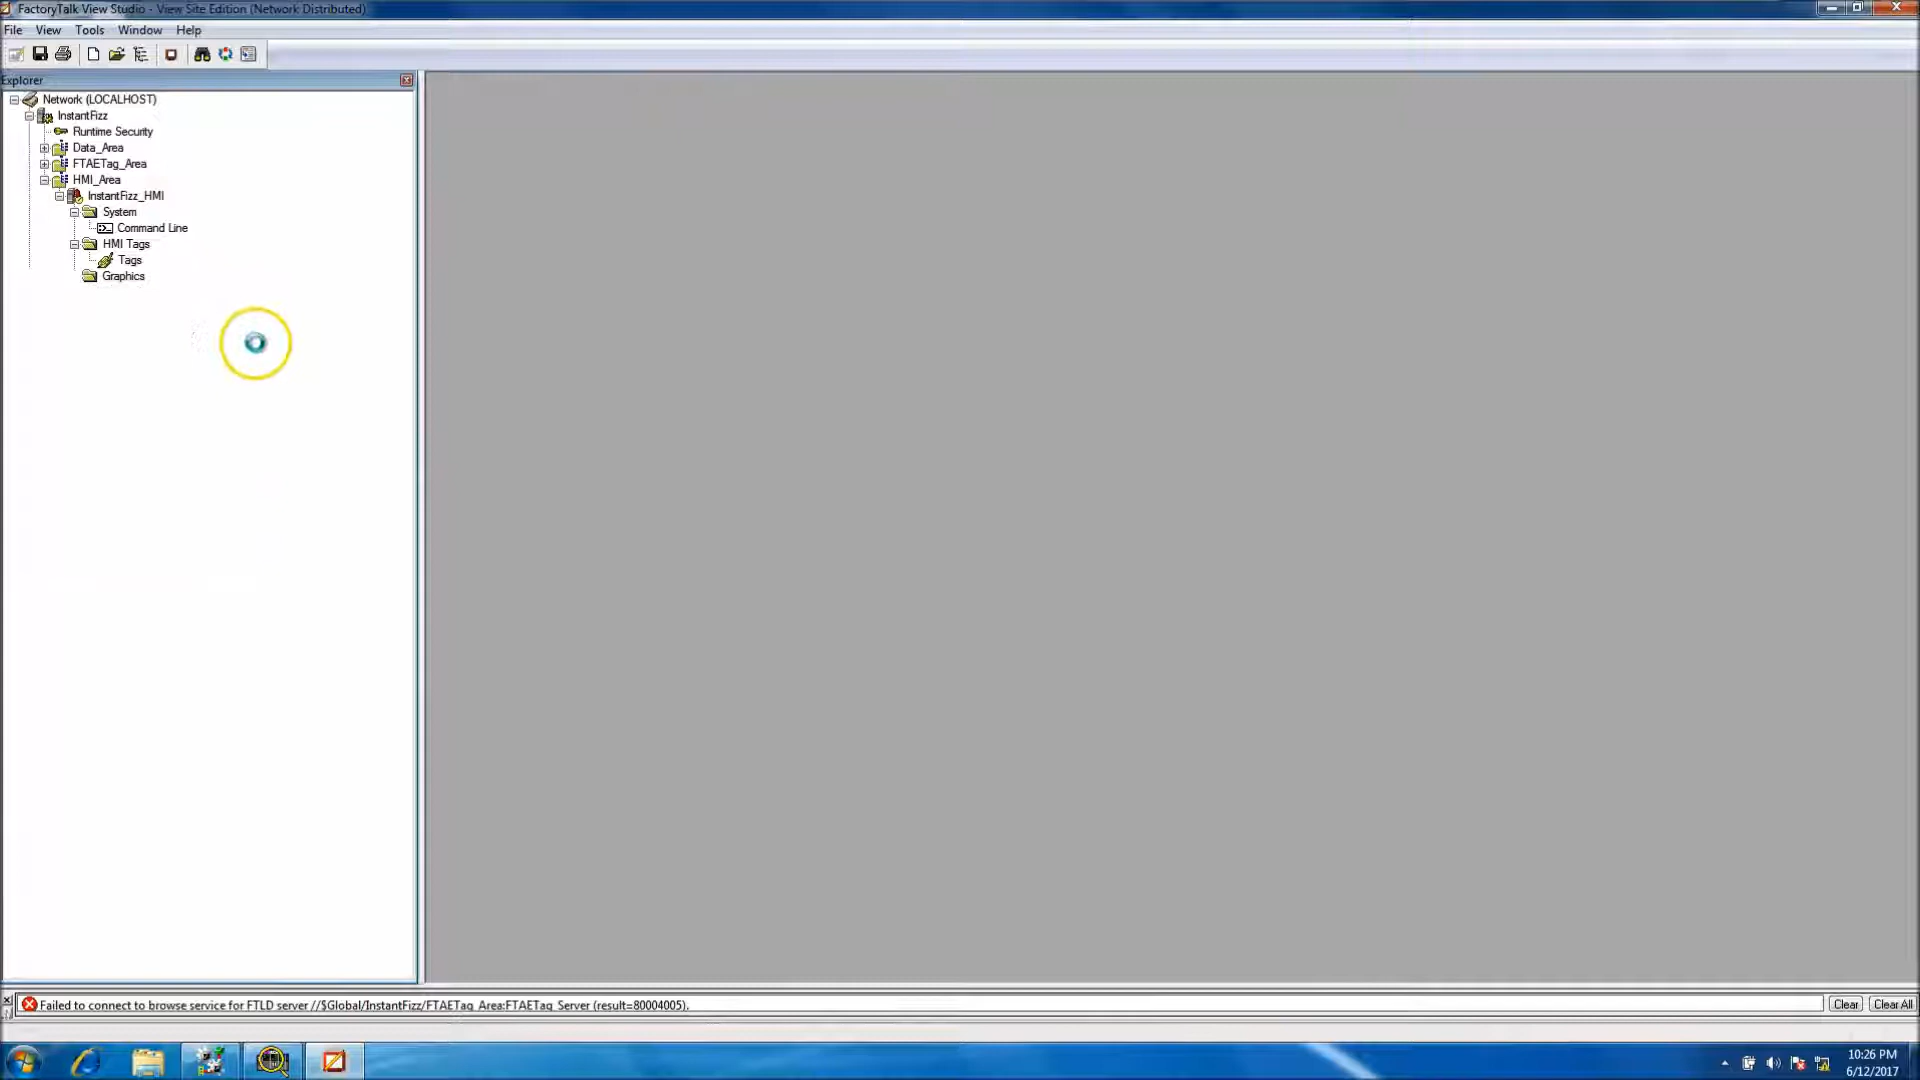 FactoryTalk View Studio - View Site Edition (Network Distributed)
File View Tools Window Help
Explorer
Network (LOCALHOST)
InstantFizz
Runtime Security
Data_Area
FTAETag_Area
HMI_Area
InstantFizz_HMI
System
Command Line
HMI Tags
Tags
Graphics
Failed to connect to browse service for FTLD server //$Global/InstantFizz/FTAETag_Area:FTAETag_Server (result=80004005).
Clear Clear All
10:26 PM
6/12/2017